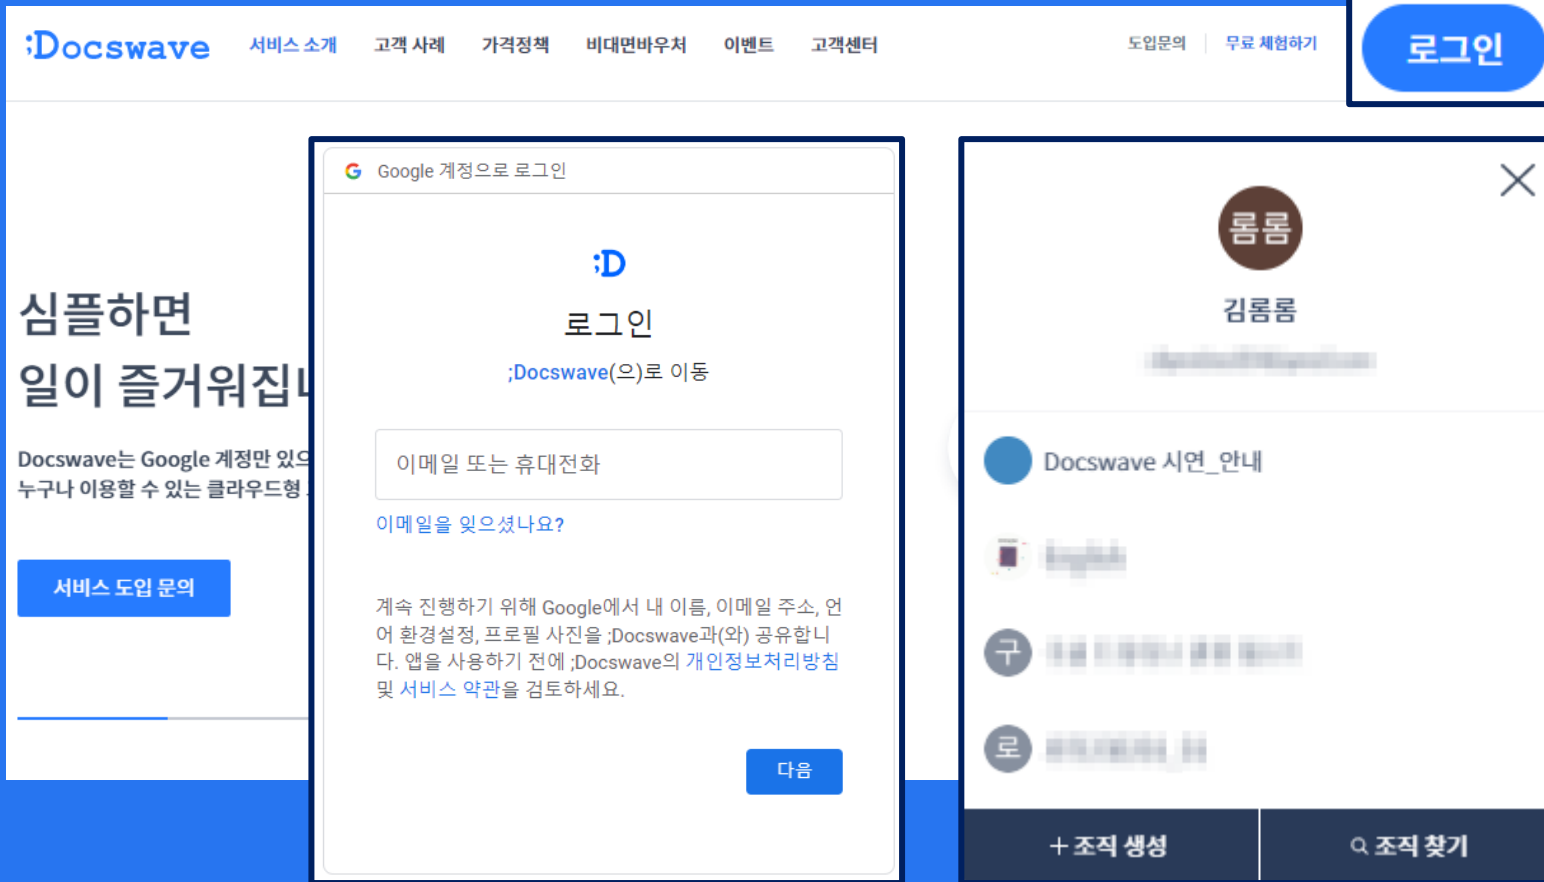 ;Docswave 서비스 소개 고객 사례 가격정책 비대면바우처 이벤트 고객센터 도입문의 무료 체험하기 로그인
심플하면
일이 즐거워집
Docswave는 Google 계정만 있으
누구나 이용할 수 있는 클라우드형
서비스 도입 문의
Google 계정으로 로그인
;D
로그인
;Docswave(으)로 이동
이메일 또는 휴대전화
이메일을 잊으셨나요?
계속 진행하기 위해 Google에서 내 이름, 이메일 주소, 언
어 환경설정, 프로필 사진을 ;Docswave과(와) 공유합니
다. 앱을 사용하기 전에 ;Docswave의 개인정보처리방침
및 서비스 약관을 검토하세요.
다음
롬롬
김롬롬
Docswave 시연_안내
구
로
+ 조직 생성
조직 찾기